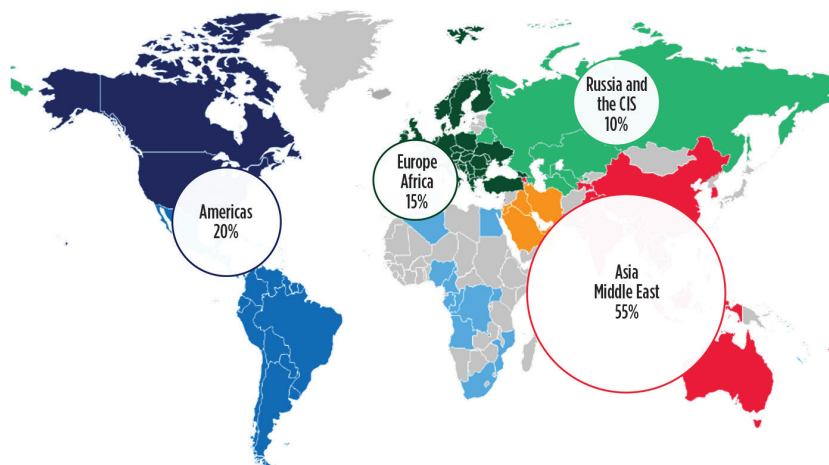 Russia and
the CIS
10%
Europe
Africa
15%
Americas
20%
Asia
Middle East
55%